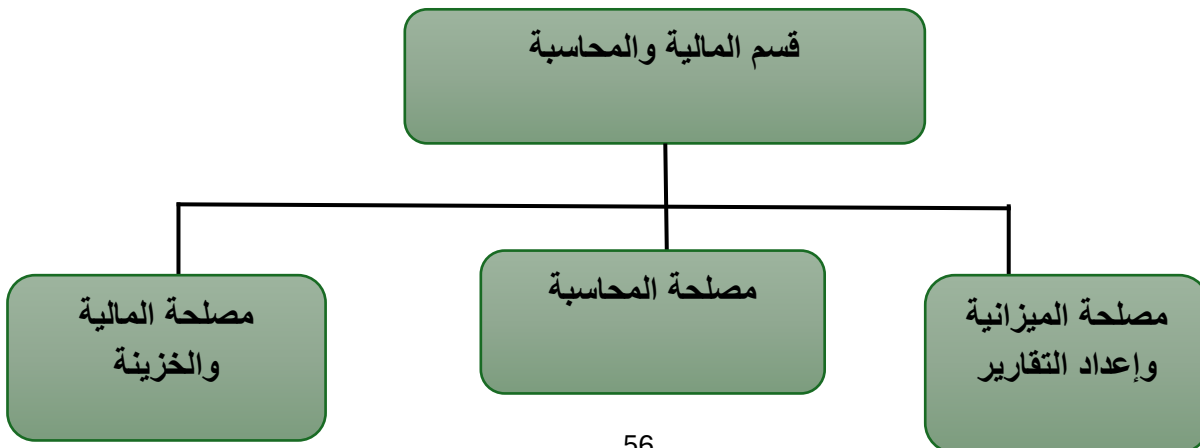 قسم المالية والمحاسبة
مصلحة الميزانية
وإعداد التقارير
مصلحة المحاسبة
مصلحة المالية
والخزينة
56